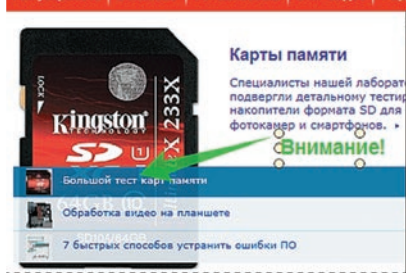 Карты памяти
Специалисты нашей лаборат
подвергли детальному тестир
накопители формата SD для
фотокамер и смартфонов.
LOCK
Kingston
TECHNOLOGY
SD
233X
Внимание!
Большой тест карт памяти
64GB
Обработка видео на планшете
7 быстрых способов устранить ошибки ПО